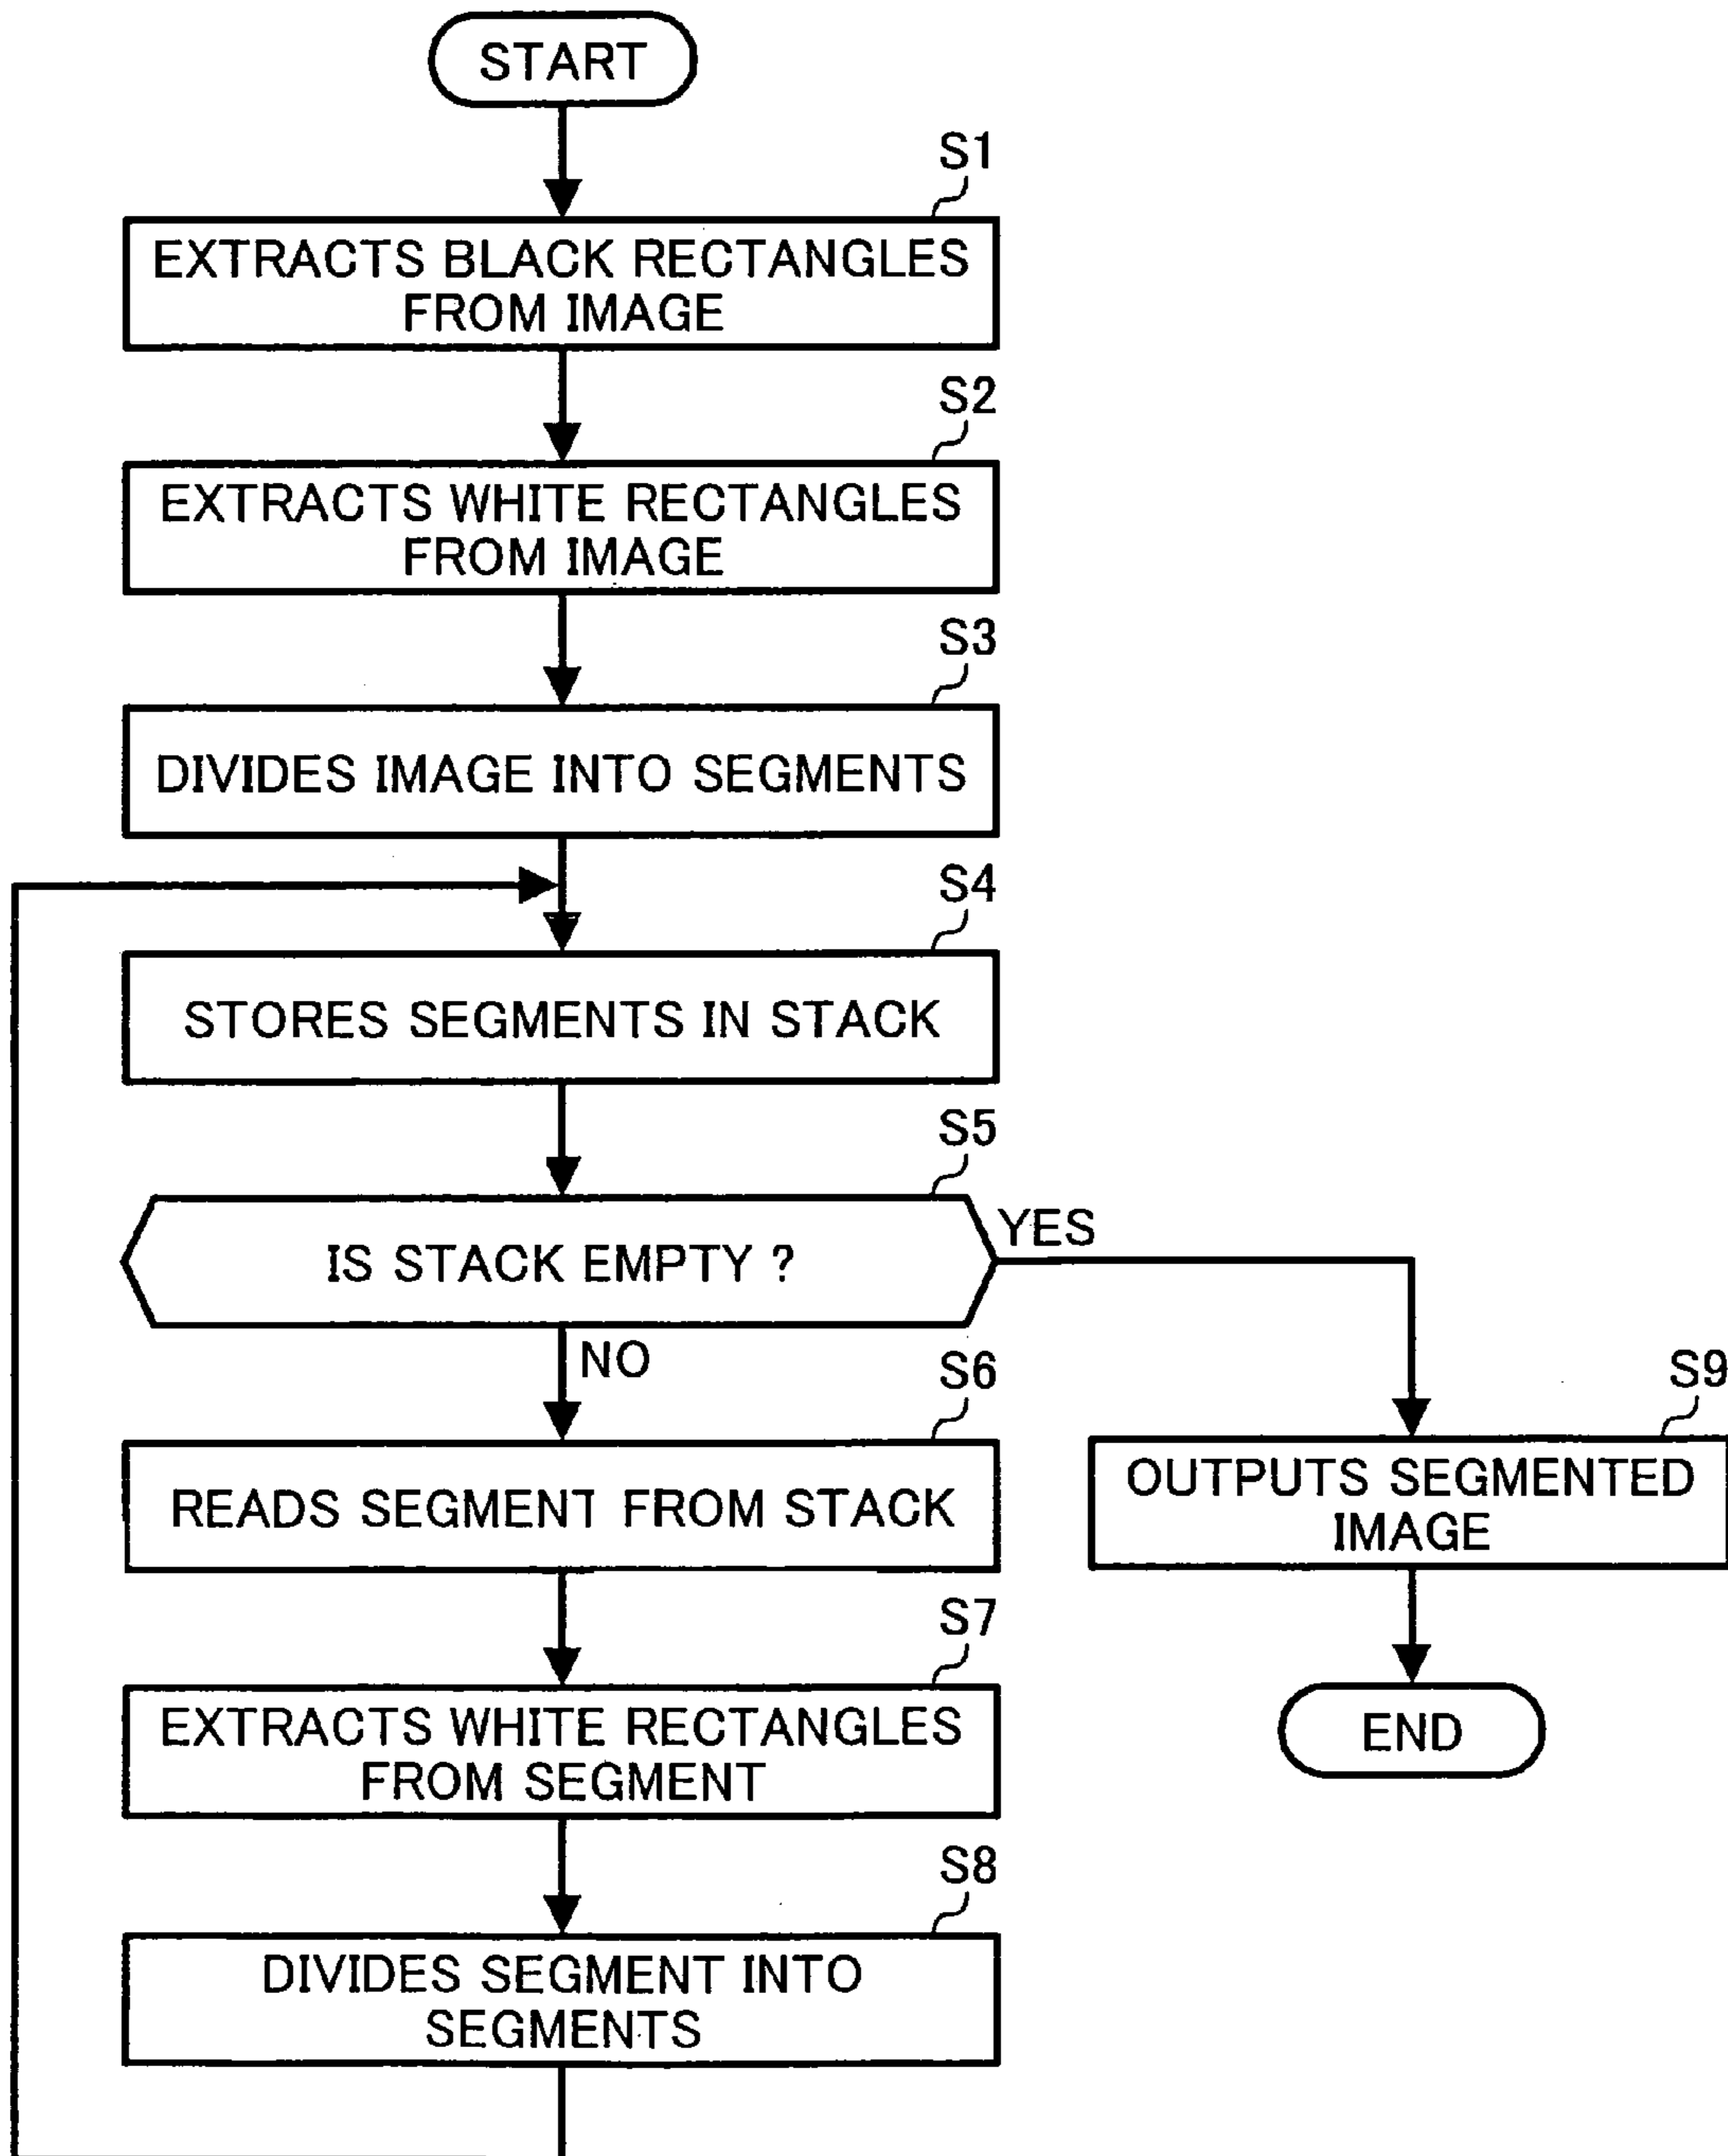 START
S1
EXTRACTS BLACK RECTANGLES
FROM IMAGE
S2
EXTRACTS WHITE RECTANGLES
FROM IMAGE
S3
DIVIDES IMAGE INTO SEGMENTS
S4
STORES SEGMENTS IN STACK
S5
IS STACK EMPTY ?
YES
NO
S6
READS SEGMENT FROM STACK
S7
EXTRACTS WHITE RECTANGLES
FROM SEGMENT
S8
DIVIDES SEGMENT INTO
SEGMENTS
S9
OUTPUTS SEGMENTED
IMAGE
END